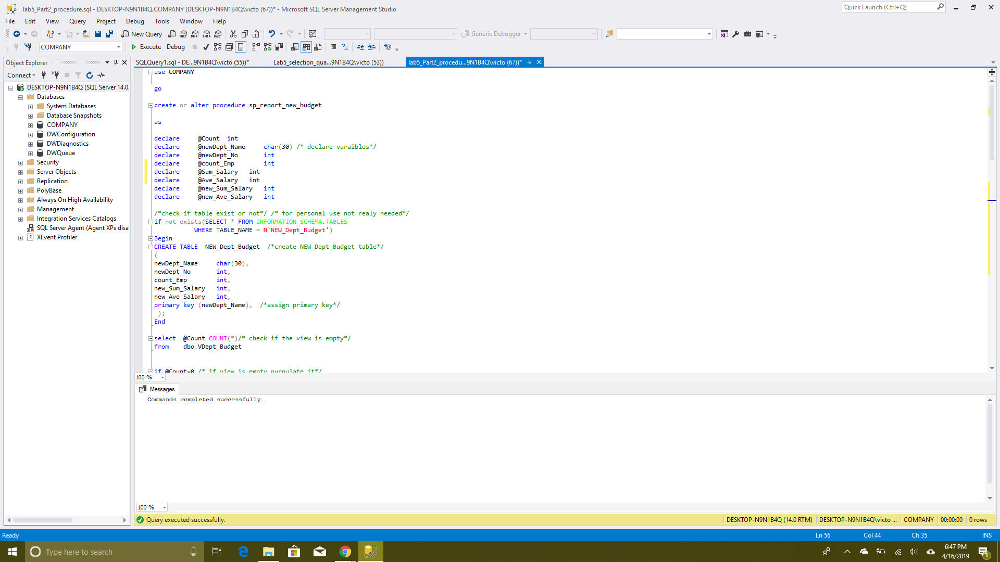 lab5_Part2_procedure.sql - DESKTOP-N9N1B4Q.COMPANY (DESKTOP-N9N1B4Q\victo (67))* - Microsoft SQL Server Management Studio
Quick Launch (Ctrl+Q)
File Edit View Query Project Debug Tools Window Help
New Query
Generic Debugger
COMPANY
Execute Debug
Object Explorer
SQLQuery1.sql - DE...9N1B4Q\victo (55))*
Lab5_selection_qua...9N1B4Q\victo (53))
lab5_Part2_procedu...9N1B4Q\victo (67))*
Connect
DESKTOP-N9N1B4Q (SQL Server 14.0.
Databases
System Databases
Database Snapshots
COMPANY
DWConfiguration
DWDiagnostics
DWQueue
Security
Server Objects
Replication
PolyBase
Always On High Availability
Management
Integration Services Catalogs
SQL Server Agent (Agent XPs disa
XEvent Profiler
use COMPANY
go
create or alter procedure sp_report_new_budget
as
declare @Count int
declare @newDept_Name char(30) /* declare varaibles*/
declare @newDept_No int
declare @count_Emp int
declare @Sum_Salary int
declare @Ave_Salary int
declare @new_Sum_Salary int
declare @new_Ave_Salary int
/*check if table exist or not*/ /* for personal use not realy needed*/
if not exists(SELECT * FROM INFORMATION_SCHEMA.TABLES
WHERE TABLE_NAME = N'NEW_Dept_Budget')
Begin
CREATE TABLE NEW_Dept_Budget /*create NEW_Dept_Budget table*/
(
newDept_Name char(30),
newDept_No int,
count_Emp int,
new_Sum_Salary int,
new_Ave_Salary int,
primary key (newDept_Name), /*assign primary key*/
);
End
select @Count=COUNT(*)/* check if the view is empty*/
from dbo.VDept_Budget
if @Count=0 /* if view is empty purpulate it*/
100 %
Messages
Commands completed successfully.
100 %
Query executed successfully.
DESKTOP-N9N1B4Q (14.0 RTM) DESKTOP-N9N1B4Q\victo ... COMPANY 00:00:00 0 rows
Ready
Ln 56 Col 44 Ch 35 INS
Type here to search
6:47 PM
4/16/2019
1